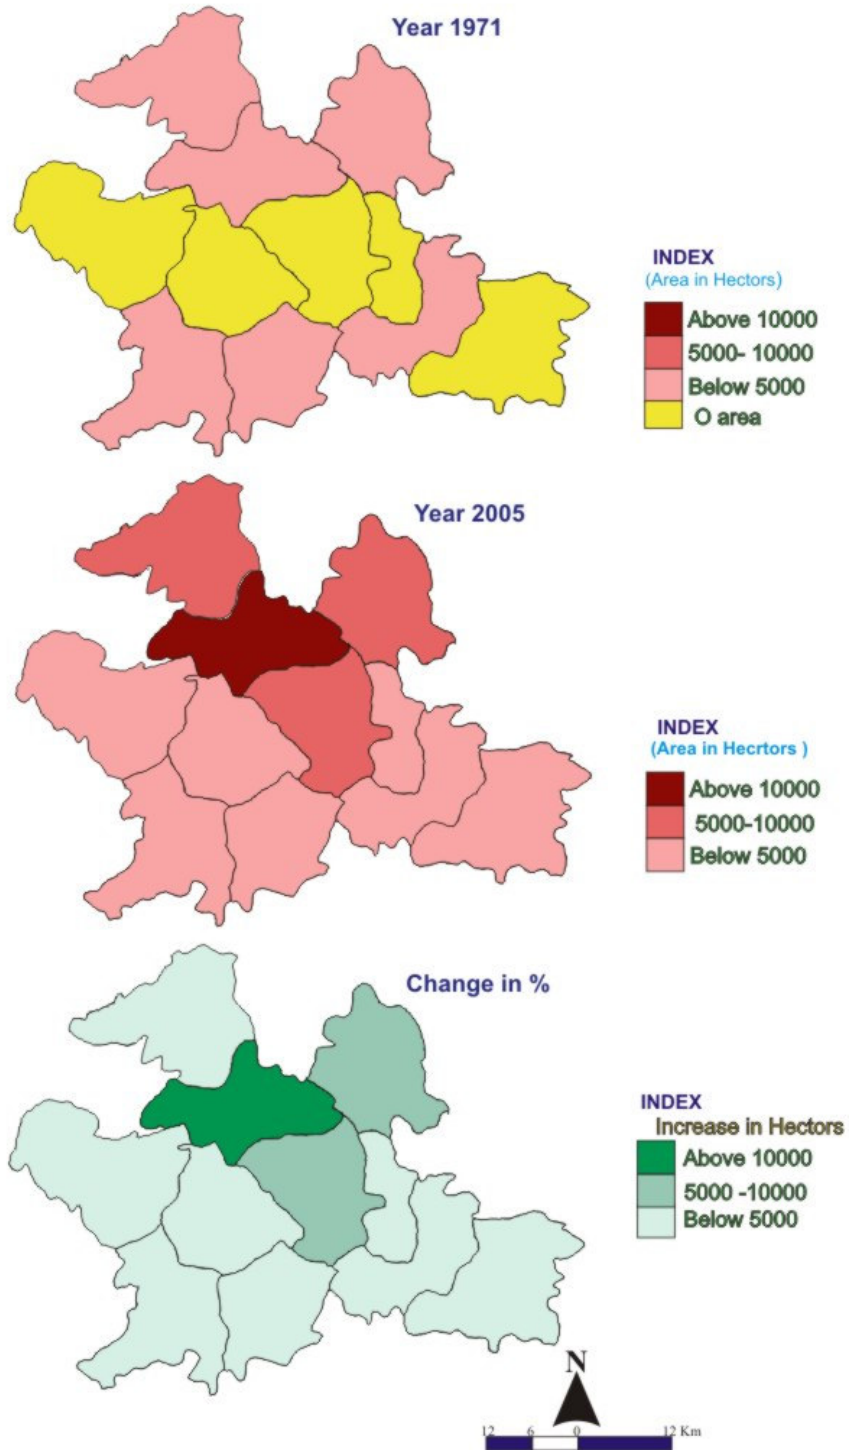 Year 1971
INDEX
(Area in Hectors)
Above 10000
5000- 10000
Below 5000
O area
Year 2005
INDEX
(Area in Hecrtors )
Above 10000
5000-10000
Below 5000
Change in %
INDEX
Increase in Hectors
Above 10000
5000 -10000
Below 5000
N
12 6 0 12 Km